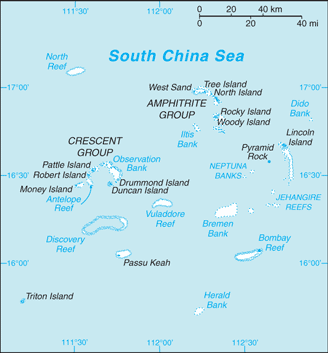 0 20 40 km
0 20 40 mi
111°30' 112°00' 112°30'
South China Sea
North
Reef
17°00'
17°00'
West Sand
Tree Island
North Island
AMPHITRITE
GROUP
Dido
Bank
Rocky Island
Woody Island
Iltis
Bank
Lincoln
Island
CRESCENT
GROUP
Pyramid
Rock
Observation
Bank
Pattle Island
Robert Island
NEPTUNA
BANKS
16°30'
16°30'
Drummond Island
Duncan Island
Money Island
Antelope
Reef
JEHANGIRE
REEFS
Vuladdore
Reef
Bremen
Bank
Discovery
Reef
Bombay
Reef
16°00'
16°00'
Passu Keah
Triton Island
Herald
Bank
111°30' 112°00' 112°30'